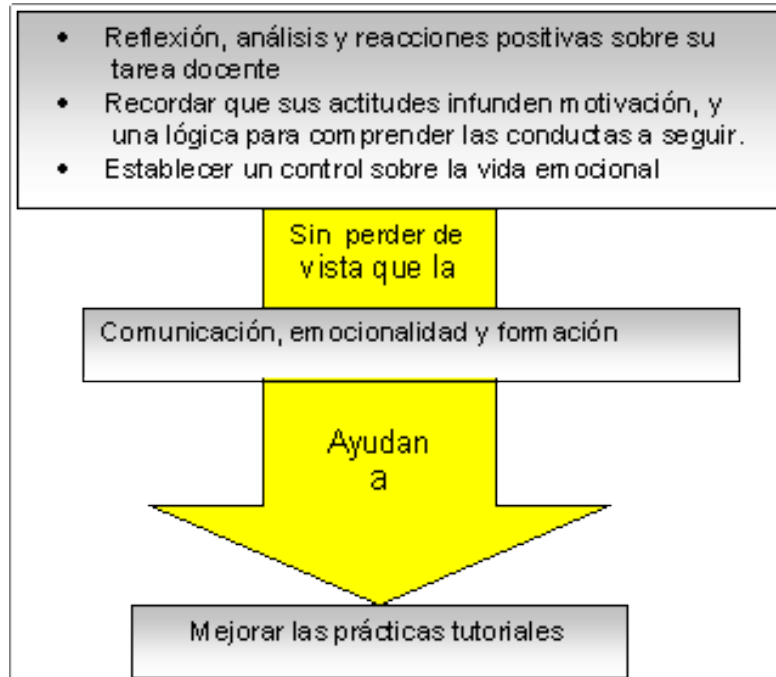 • Reflexión, análisis y reacciones positivas sobre su
tarea docente
• Recordar que sus actitudes infunden motivación, y
una lógica para comprender las conductas a seguir.
• Establecer un control sobre la vida emocional
Sin perder de
vista que la
Comunicación, emocionalidad y formación
Ayudan
a
Mejorar las prácticas tutoriales